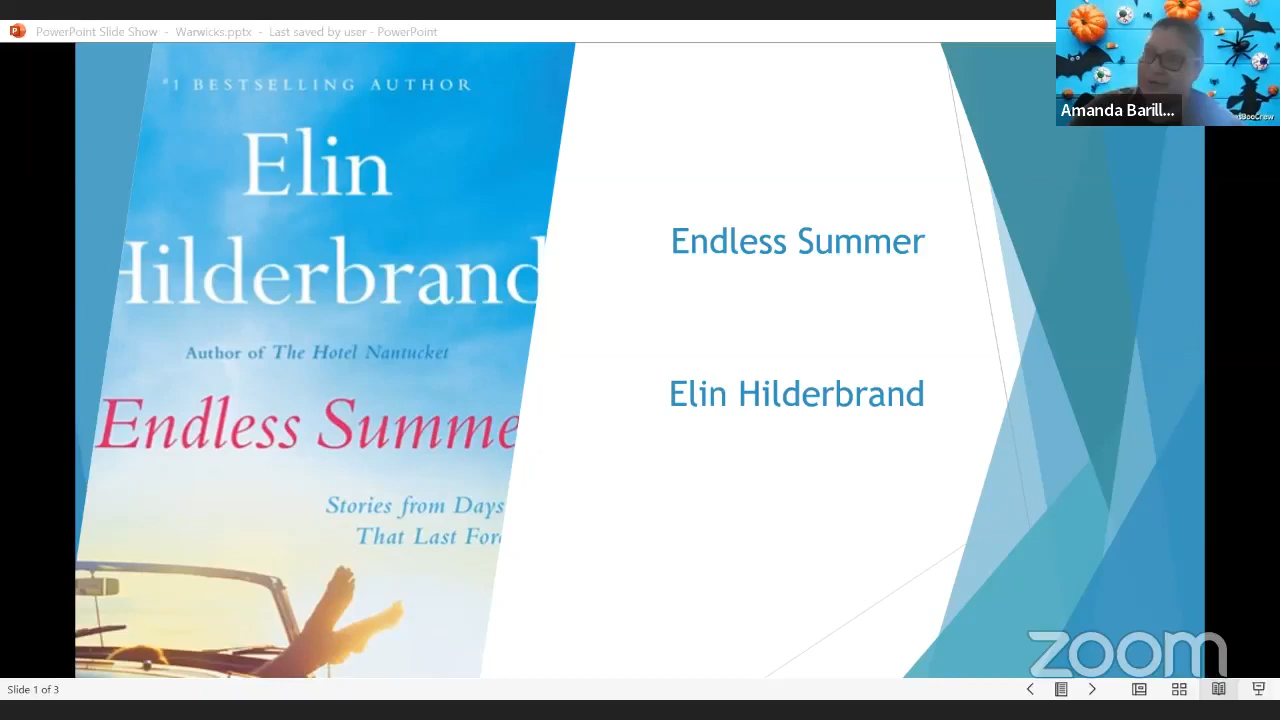 PowerPoint Slide Show - Warwicks.pptx - Last saved by user - PowerPoint
#1 BESTSELLING AUTHOR
Elin
Hilderbrand
Author of The Hotel Nantucket
Endless Summe
Stories from Days
That Last Fore
Endless Summer
Elin Hilderbrand
Amanda Barill...
zoom
Slide 1 of 3